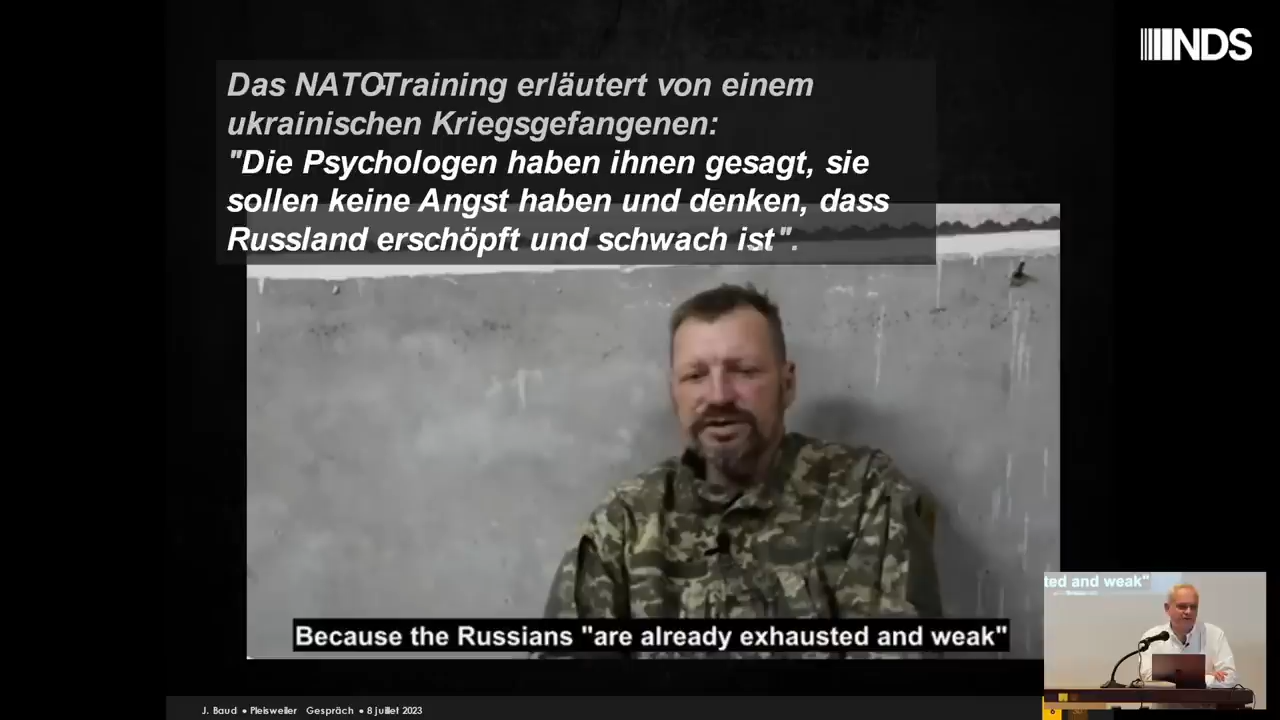 NDS
Das NATOTraining erläutert von einem
ukrainischen Kriegsgefangenen:
"Die Psychologen haben ihnen gesagt, sie
sollen keine Angst haben und denken, dass
Russland erschöpft und schwach ist".
Because the Russians "are already exhausted and weak"
ted and weak"
J. Baud • Pleisweiler Gespräch • 8 juillet 2023